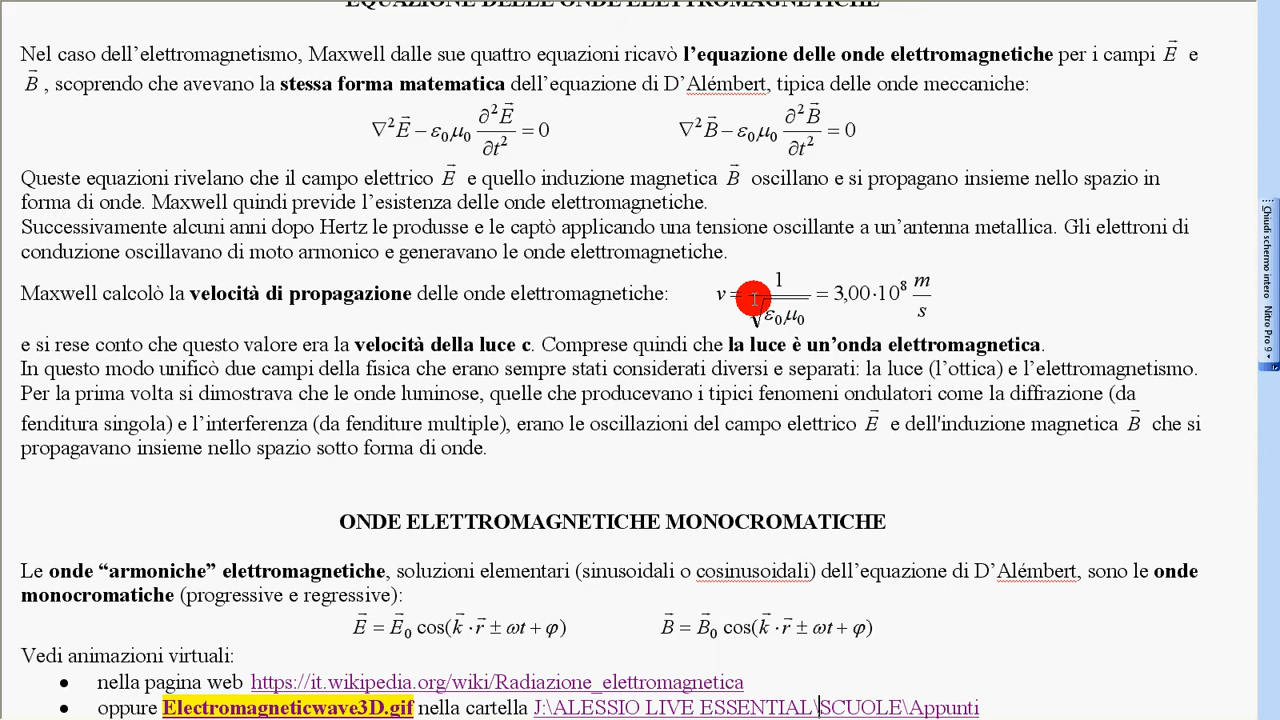 EQUAZIONE DELLE ONDE ELETTROMAGNETICHE
Nel caso dell’elettromagnetismo, Maxwell dalle sue quattro equazioni ricavò l’equazione delle onde elettromagnetiche per i campi E⃗ e
B⃗ , scoprendo che avevano la stessa forma matematica dell’equazione di D’Alémbert, tipica delle onde meccaniche:
∇²E⃗ − ε₀μ₀ ∂²E⃗/∂t² = 0 ∇²B⃗ − ε₀μ₀ ∂²B⃗/∂t² = 0
Queste equazioni rivelano che il campo elettrico E⃗ e quello induzione magnetica B⃗ oscillano e si propagano insieme nello spazio in
forma di onde. Maxwell quindi previde l’esistenza delle onde elettromagnetiche.
Successivamente alcuni anni dopo Hertz le produsse e le captò applicando una tensione oscillante a un’antenna metallica. Gli elettroni di
conduzione oscillavano di moto armonico e generavano le onde elettromagnetiche.
Maxwell calcolò la velocità di propagazione delle onde elettromagnetiche: v = 1/√ε₀μ₀ = 3,00·10⁸ m/s
e si rese conto che questo valore era la velocità della luce c. Comprese quindi che la luce è un’onda elettromagnetica.
In questo modo unificò due campi della fisica che erano sempre stati considerati diversi e separati: la luce (l’ottica) e l’elettromagnetismo.
Per la prima volta si dimostrava che le onde luminose, quelle che producevano i tipici fenomeni ondulatori come la diffrazione (da
fenditura singola) e l’interferenza (da fenditure multiple), erano le oscillazioni del campo elettrico E⃗ e dell'induzione magnetica B⃗ che si
propagavano insieme nello spazio sotto forma di onde.
ONDE ELETTROMAGNETICHE MONOCROMATICHE
Le onde “armoniche” elettromagnetiche, soluzioni elementari (sinusoidali o cosinusoidali) dell’equazione di D’Alémbert, sono le onde
monocromatiche (progressive e regressive):
E⃗ = E⃗₀ cos(k⃗ · r⃗ ± ωt + φ) B⃗ = B⃗₀ cos(k⃗ · r⃗ ± ωt + φ)
Vedi animazioni virtuali:
• nella pagina web https://it.wikipedia.org/wiki/Radiazione_elettromagnetica
• oppure Electromagneticwave3D.gif nella cartella J:\ALESSIO LIVE ESSENTIAL\SCUOLE\Appunti
Chiudi schermo intero
Nitro Pro 9